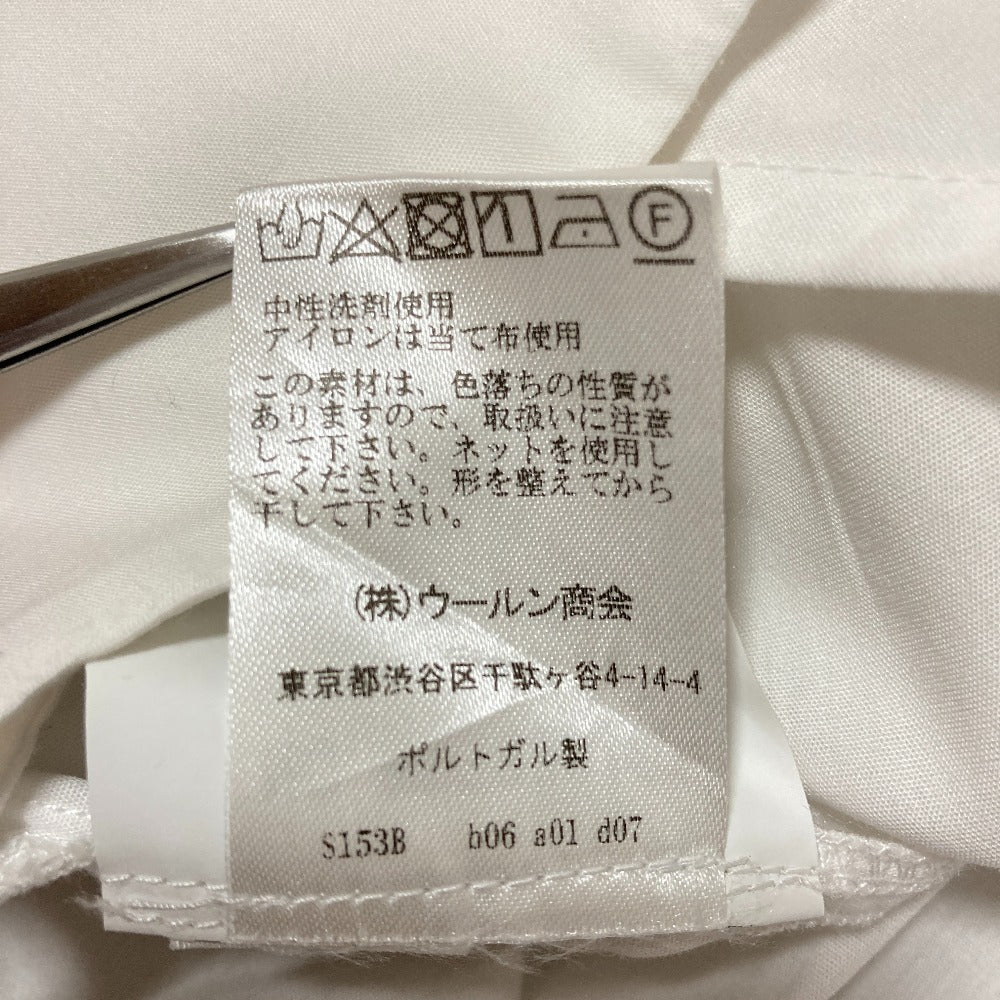 F
中性洗剤使用
アイロンは当て布使用
この素材は、色落ちの性質が
ありますので、取扱いに注意
して下さい。ネットを使用し
てください。形を整えてから
干して下さい。
(株)ウールン商会
東京都渋谷区千駄ヶ谷4-14-4
ポルトガル製
S153B b06 a01 d07